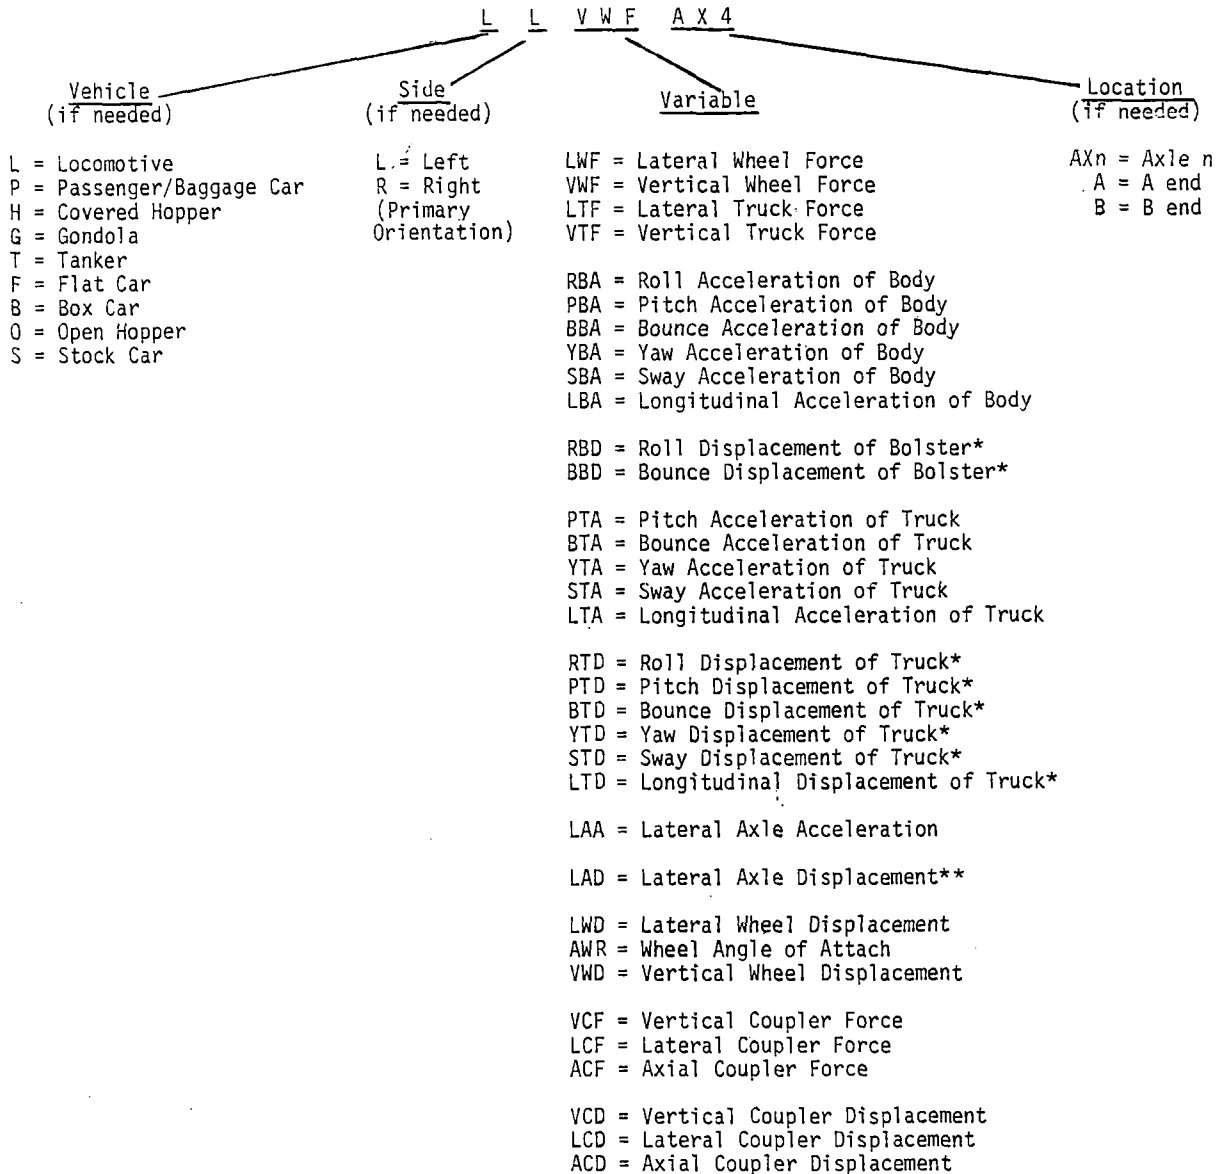 L L V W F A X 4
Vehicle
(if needed)
L = Locomotive
P = Passenger/Baggage Car
H = Covered Hopper
G = Gondola
T = Tanker
F = Flat Car
B = Box Car
O = Open Hopper
S = Stock Car
Side
(if needed)
L = Left
R = Right
(Primary
Orientation)
Variable
LWF = Lateral Wheel Force
VWF = Vertical Wheel Force
LTF = Lateral Truck Force
VTF = Vertical Truck Force
RBA = Roll Acceleration of Body
PBA = Pitch Acceleration of Body
BBA = Bounce Acceleration of Body
YBA = Yaw Acceleration of Body
SBA = Sway Acceleration of Body
LBA = Longitudinal Acceleration of Body
RBD = Roll Displacement of Bolster*
BBD = Bounce Displacement of Bolster*
PTA = Pitch Acceleration of Truck
BTA = Bounce Acceleration of Truck
YTA = Yaw Acceleration of Truck
STA = Sway Acceleration of Truck
LTA = Longitudinal Acceleration of Truck
RTD = Roll Displacement of Truck*
PTD = Pitch Displacement of Truck*
BTD = Bounce Displacement of Truck*
YTD = Yaw Displacement of Truck*
STD = Sway Displacement of Truck*
LTD = Longitudinal Displacement of Truck*
LAA = Lateral Axle Acceleration
LAD = Lateral Axle Displacement**
LWD = Lateral Wheel Displacement
AWR = Wheel Angle of Attach
VWD = Vertical Wheel Displacement
VCF = Vertical Coupler Force
LCF = Lateral Coupler Force
ACF = Axial Coupler Force
VCD = Vertical Coupler Displacement
LCD = Lateral Coupler Displacement
ACD = Axial Coupler Displacement
Location
(if needed)
AXn = Axle n
A = A end
B = B end